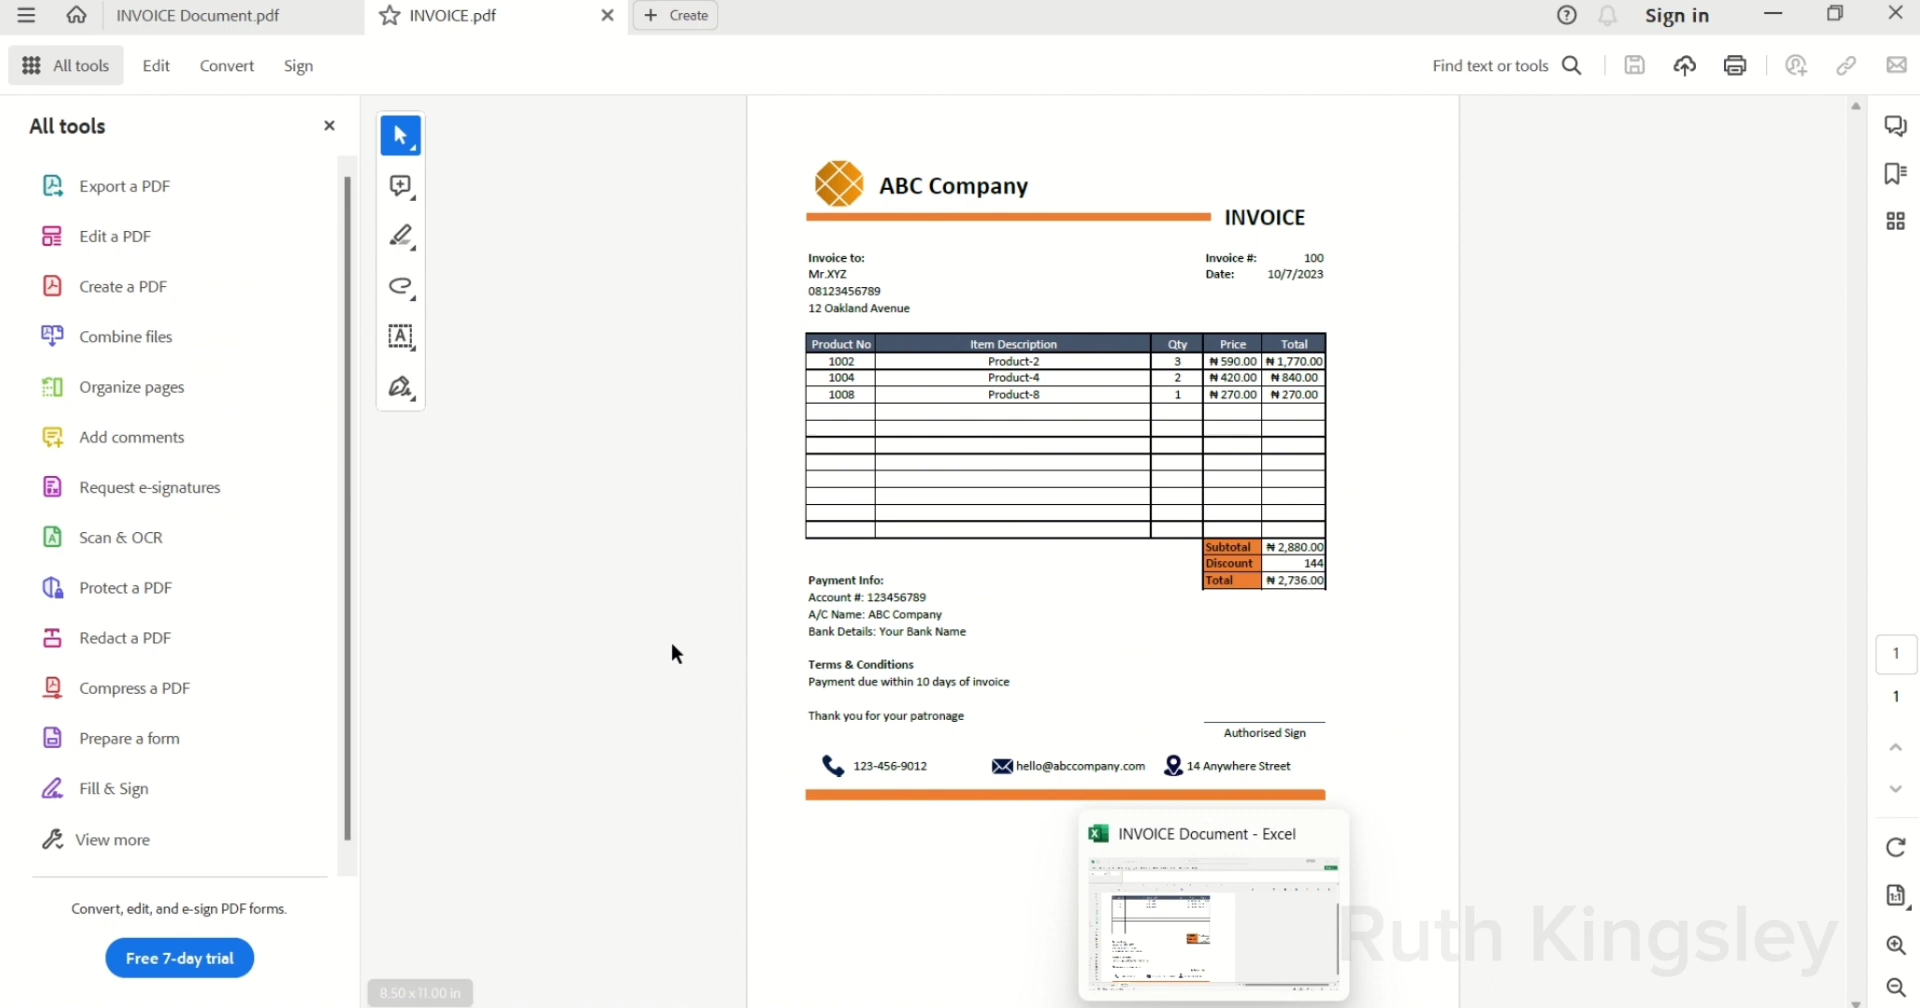 INVOICE Document.pdf
INVOICE.pdf
Create
Sign in
All tools
Edit
Convert
Sign
Find text or tools
All tools
Export a PDF
Edit a PDF
Create a PDF
Combine files
Organize pages
Add comments
Request e-signatures
Scan & OCR
Protect a PDF
Redact a PDF
Compress a PDF
Prepare a form
Fill & Sign
View more
Convert, edit, and e-sign PDF forms.
Free 7-day trial
8.50 x 11.00 in
ABC Company
INVOICE
Invoice to:
Mr.XYZ
08123456789
12 Oakland Avenue
Invoice #: 100
Date: 10/7/2023
Product No Item Description Qty Price Total
1002 Product-2 3 ₦ 590.00 ₦ 1,770.00
1004 Product-4 2 ₦ 420.00 ₦ 840.00
1008 Product-8 1 ₦ 270.00 ₦ 270.00
Subtotal ₦ 2,880.00
Discount 144
Total ₦ 2,736.00
Payment Info:
Account #: 123456789
A/C Name: ABC Company
Bank Details: Your Bank Name
Terms & Conditions
Payment due within 10 days of invoice
Thank you for your patronage
Authorised Sign
123-456-9012
hello@abccompany.com
14 Anywhere Street
INVOICE Document - Excel
Ruth Kingsley
1
1
1:1